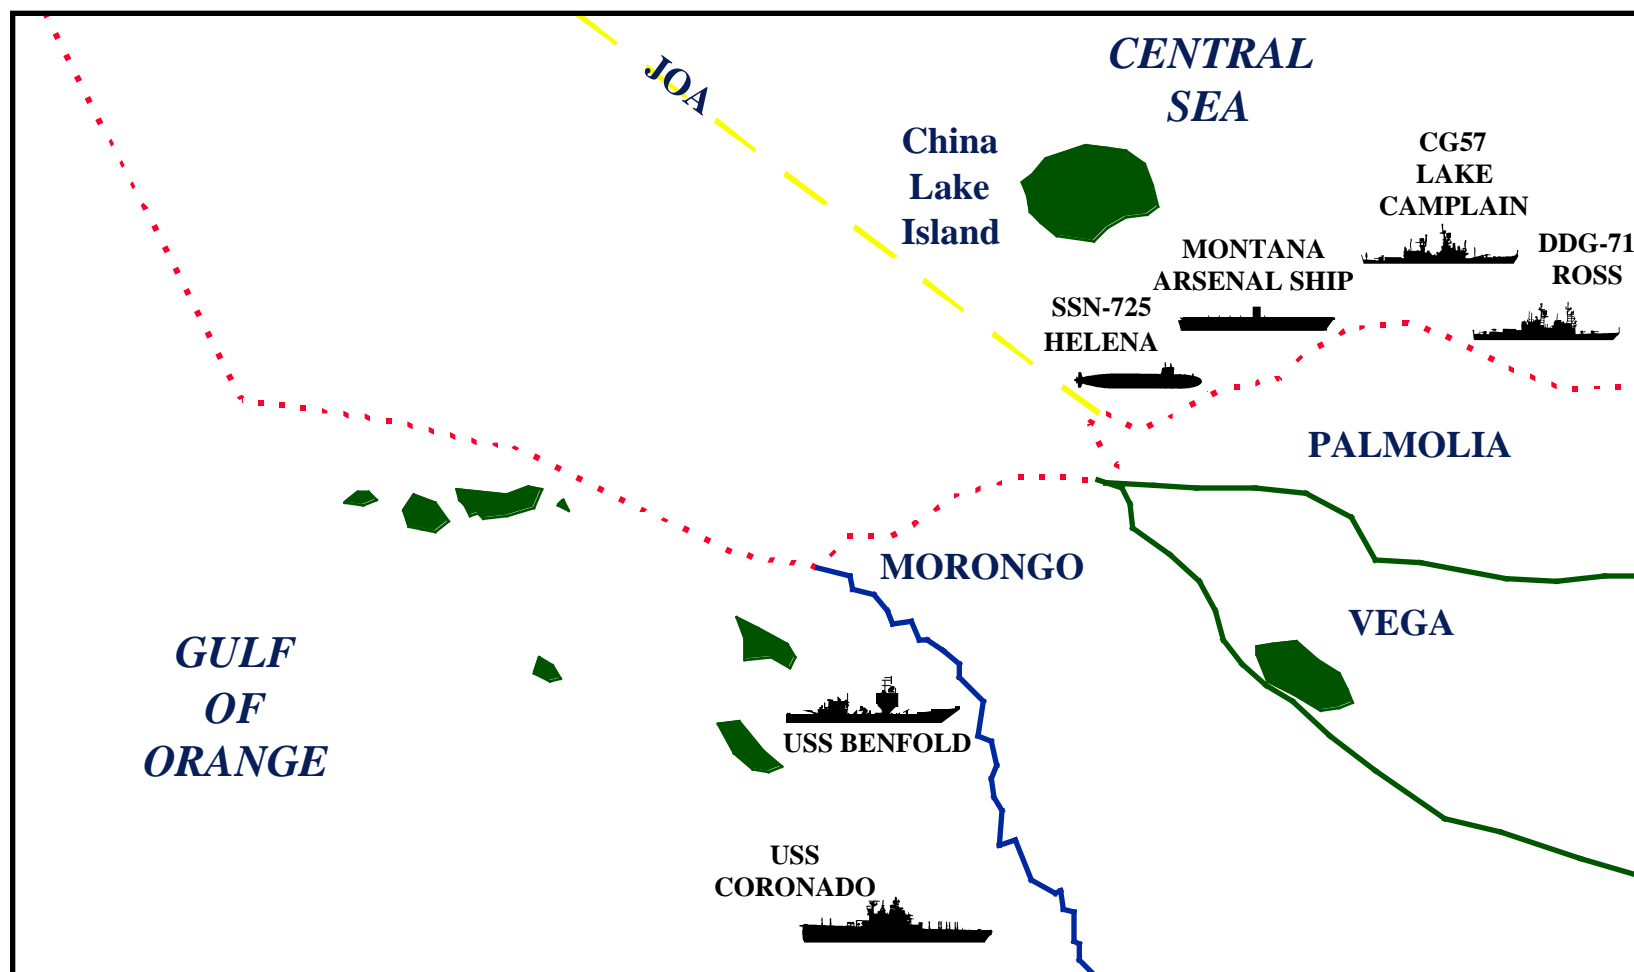 CENTRAL
SEA
JOA
China
Lake
Island
CG57
LAKE
CAMPLAIN
DDG-71
ROSS
MONTANA
ARSENAL SHIP
SSN-725
HELENA
PALMOLIA
MORONGO
VEGA
GULF
OF
ORANGE
USS BENFOLD
USS
CORONADO